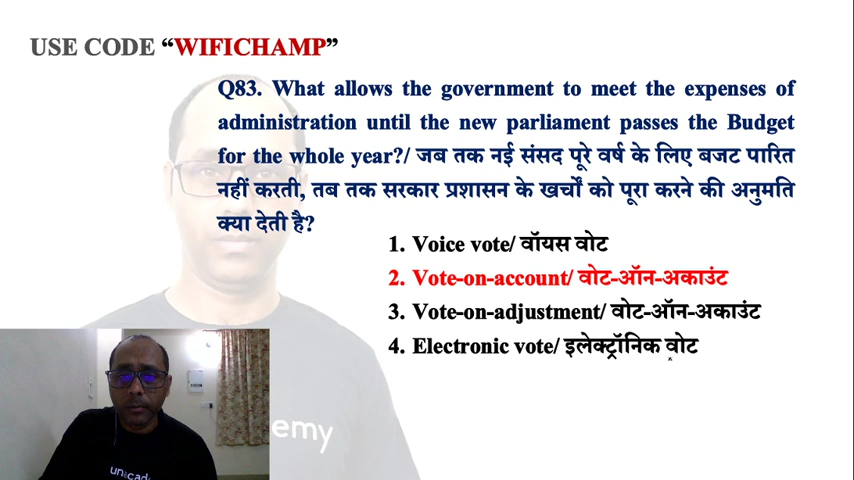 USE CODE “WIFICHAMP”
Q83. What allows the government to meet the expenses of
administration until the new parliament passes the Budget
for the whole year?/ जब तक नई संसद पूरे वर्ष के लिए बजट पारित
नहीं करती, तब तक सरकार प्रशासन के खर्चों को पूरा करने की अनुमति
क्या देती है?
1. Voice vote/ वॉयस वोट
2. Vote-on-account/ वोट-ऑन-अकाउंट
3. Vote-on-adjustment/ वोट-ऑन-अकाउंट
4. Electronic vote/ इलेक्ट्रॉनिक वोट
emy
unacad